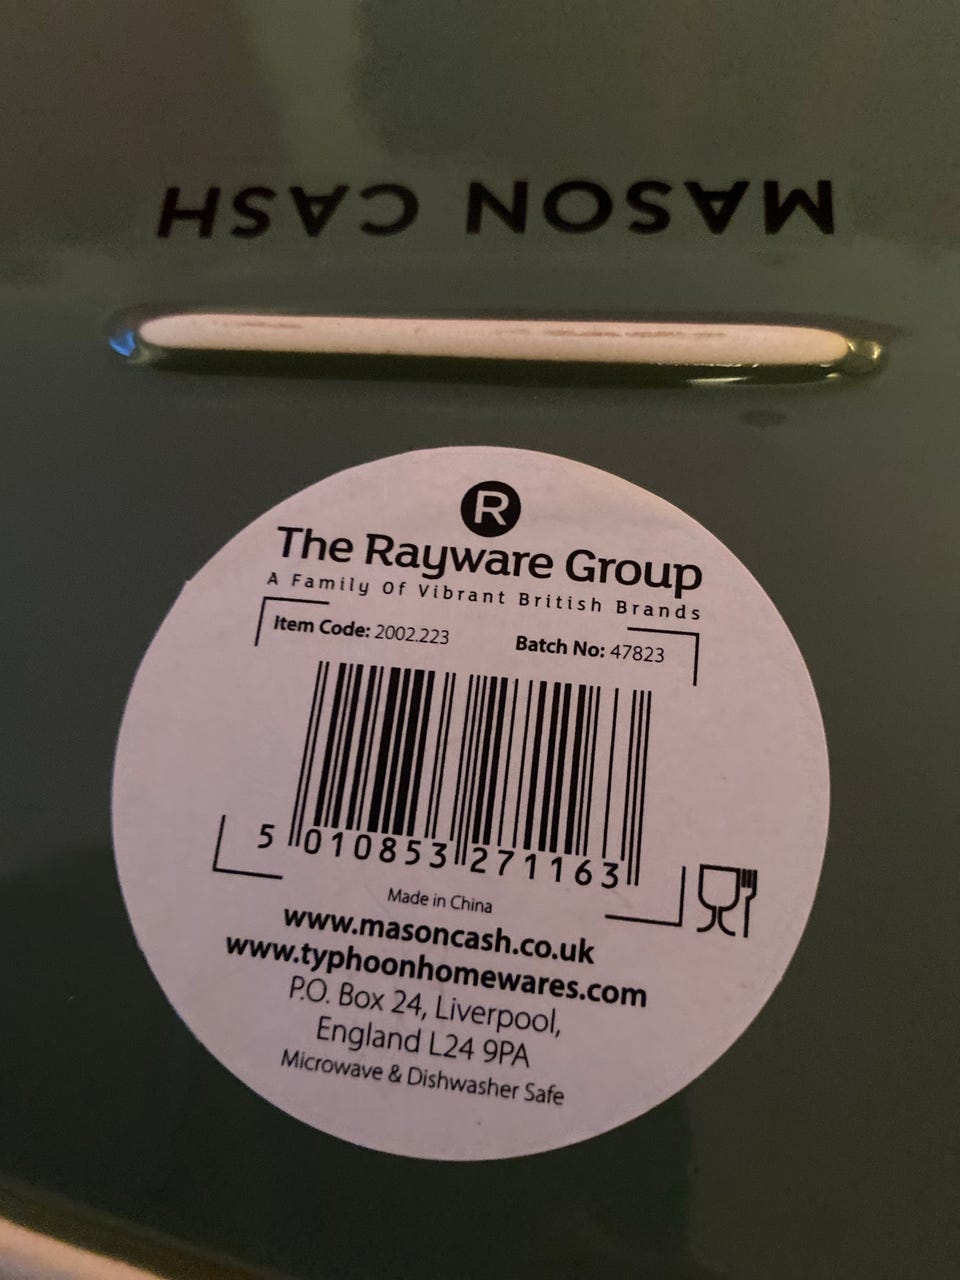 MASON CASH
R
The Rayware Group
A Family Of Vibrant British Brands
Item Code: 2002.223 Batch No: 47823
5 010853 271163
Made in China
www.masoncash.co.uk
www.typhoonhomewares.com
P.O. Box 24, Liverpool,
England L24 9PA
Microwave & Dishwasher Safe